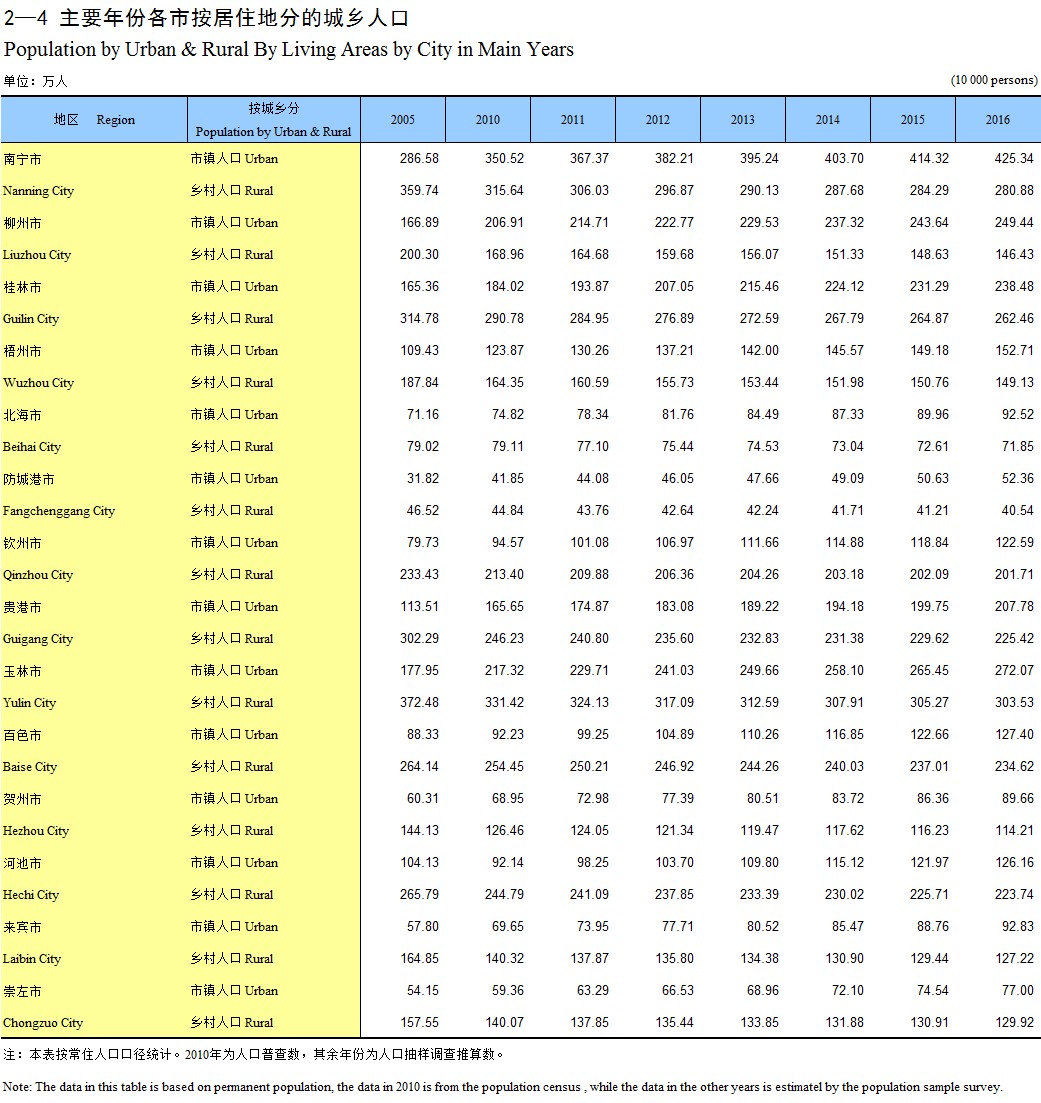 2—4 主要年份各市按居住地分的城乡人口
Population by Urban & Rural By Living Areas by City in Main Years
单位：万人 (10 000 persons)
地区 Region 按城乡分 Population by Urban & Rural 2005 2010 2011 2012 2013 2014 2015 2016
南宁市 市镇人口 Urban 286.58 350.52 367.37 382.21 395.24 403.70 414.32 425.34
Nanning City 乡村人口 Rural 359.74 315.64 306.03 296.87 290.13 287.68 284.29 280.88
柳州市 市镇人口 Urban 166.89 206.91 214.71 222.77 229.53 237.32 243.64 249.44
Liuzhou City 乡村人口 Rural 200.30 168.96 164.68 159.68 156.07 151.33 148.63 146.43
桂林市 市镇人口 Urban 165.36 184.02 193.87 207.05 215.46 224.12 231.29 238.48
Guilin City 乡村人口 Rural 314.78 290.78 284.95 276.89 272.59 267.79 264.87 262.46
梧州市 市镇人口 Urban 109.43 123.87 130.26 137.21 142.00 145.57 149.18 152.71
Wuzhou City 乡村人口 Rural 187.84 164.35 160.59 155.73 153.44 151.98 150.76 149.13
北海市 市镇人口 Urban 71.16 74.82 78.34 81.76 84.49 87.33 89.96 92.52
Beihai City 乡村人口 Rural 79.02 79.11 77.10 75.44 74.53 73.04 72.61 71.85
防城港市 市镇人口 Urban 31.82 41.85 44.08 46.05 47.66 49.09 50.63 52.36
Fangchenggang City 乡村人口 Rural 46.52 44.84 43.76 42.64 42.24 41.71 41.21 40.54
钦州市 市镇人口 Urban 79.73 94.57 101.08 106.97 111.66 114.88 118.84 122.59
Qinzhou City 乡村人口 Rural 233.43 213.40 209.88 206.36 204.26 203.18 202.09 201.71
贵港市 市镇人口 Urban 113.51 165.65 174.87 183.08 189.22 194.18 199.75 207.78
Guigang City 乡村人口 Rural 302.29 246.23 240.80 235.60 232.83 231.38 229.62 225.42
玉林市 市镇人口 Urban 177.95 217.32 229.71 241.03 249.66 258.10 265.45 272.07
Yulin City 乡村人口 Rural 372.48 331.42 324.13 317.09 312.59 307.91 305.27 303.53
百色市 市镇人口 Urban 88.33 92.23 99.25 104.89 110.26 116.85 122.66 127.40
Baise City 乡村人口 Rural 264.14 254.45 250.21 246.92 244.26 240.03 237.01 234.62
贺州市 市镇人口 Urban 60.31 68.95 72.98 77.39 80.51 83.72 86.36 89.66
Hezhou City 乡村人口 Rural 144.13 126.46 124.05 121.34 119.47 117.62 116.23 114.21
河池市 市镇人口 Urban 104.13 92.14 98.25 103.70 109.80 115.12 121.97 126.16
Hechi City 乡村人口 Rural 265.79 244.79 241.09 237.85 233.39 230.02 225.71 223.74
来宾市 市镇人口 Urban 57.80 69.65 73.95 77.71 80.52 85.47 88.76 92.83
Laibin City 乡村人口 Rural 164.85 140.32 137.87 135.80 134.38 130.90 129.44 127.22
崇左市 市镇人口 Urban 54.15 59.36 63.29 66.53 68.96 72.10 74.54 77.00
Chongzuo City 乡村人口 Rural 157.55 140.07 137.85 135.44 133.85 131.88 130.91 129.92
注：本表按常住人口口径统计。2010年为人口普查数，其余年份为人口抽样调查推算数。
Note: The data in this table is based on permanent population, the data in 2010 is from the population census , while the data in the other years is estimatel by the population sample survey.